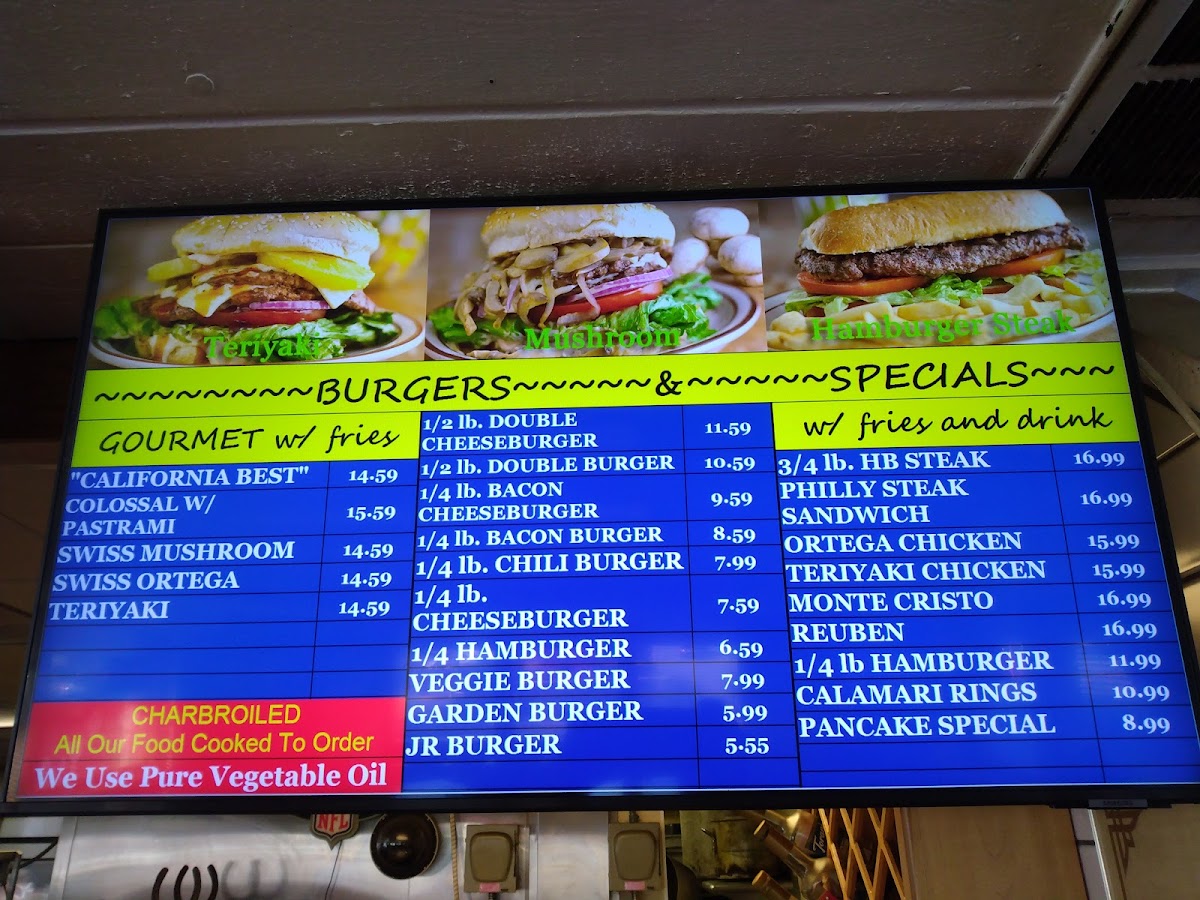 Teriyaki
Mushroom
Hamburger Steak
~~~~~~~~BURGERS~~~~~&~~~~~SPECIALS~~~
GOURMET w/ fries
"CALIFORNIA BEST" 14.59
COLOSSAL W/
PASTRAMI 15.59
SWISS MUSHROOM 14.59
SWISS ORTEGA 14.59
TERIYAKI 14.59
CHARBROILED
All Our Food Cooked To Order
We Use Pure Vegetable Oil
1/2 lb. DOUBLE
CHEESEBURGER 11.59
1/2 lb. DOUBLE BURGER 10.59
1/4 lb. BACON
CHEESEBURGER 9.59
1/4 lb. BACON BURGER 8.59
1/4 lb. CHILI BURGER 7.99
1/4 lb.
CHEESEBURGER 7.59
1/4 HAMBURGER 6.59
VEGGIE BURGER 7.99
GARDEN BURGER 5.99
JR BURGER 5.55
w/ fries and drink
3/4 lb. HB STEAK 16.99
PHILLY STEAK
SANDWICH 16.99
ORTEGA CHICKEN 15.99
TERIYAKI CHICKEN 15.99
MONTE CRISTO 16.99
REUBEN 16.99
1/4 lb HAMBURGER 11.99
CALAMARI RINGS 10.99
PANCAKE SPECIAL 8.99
SAMSUNG
NFL